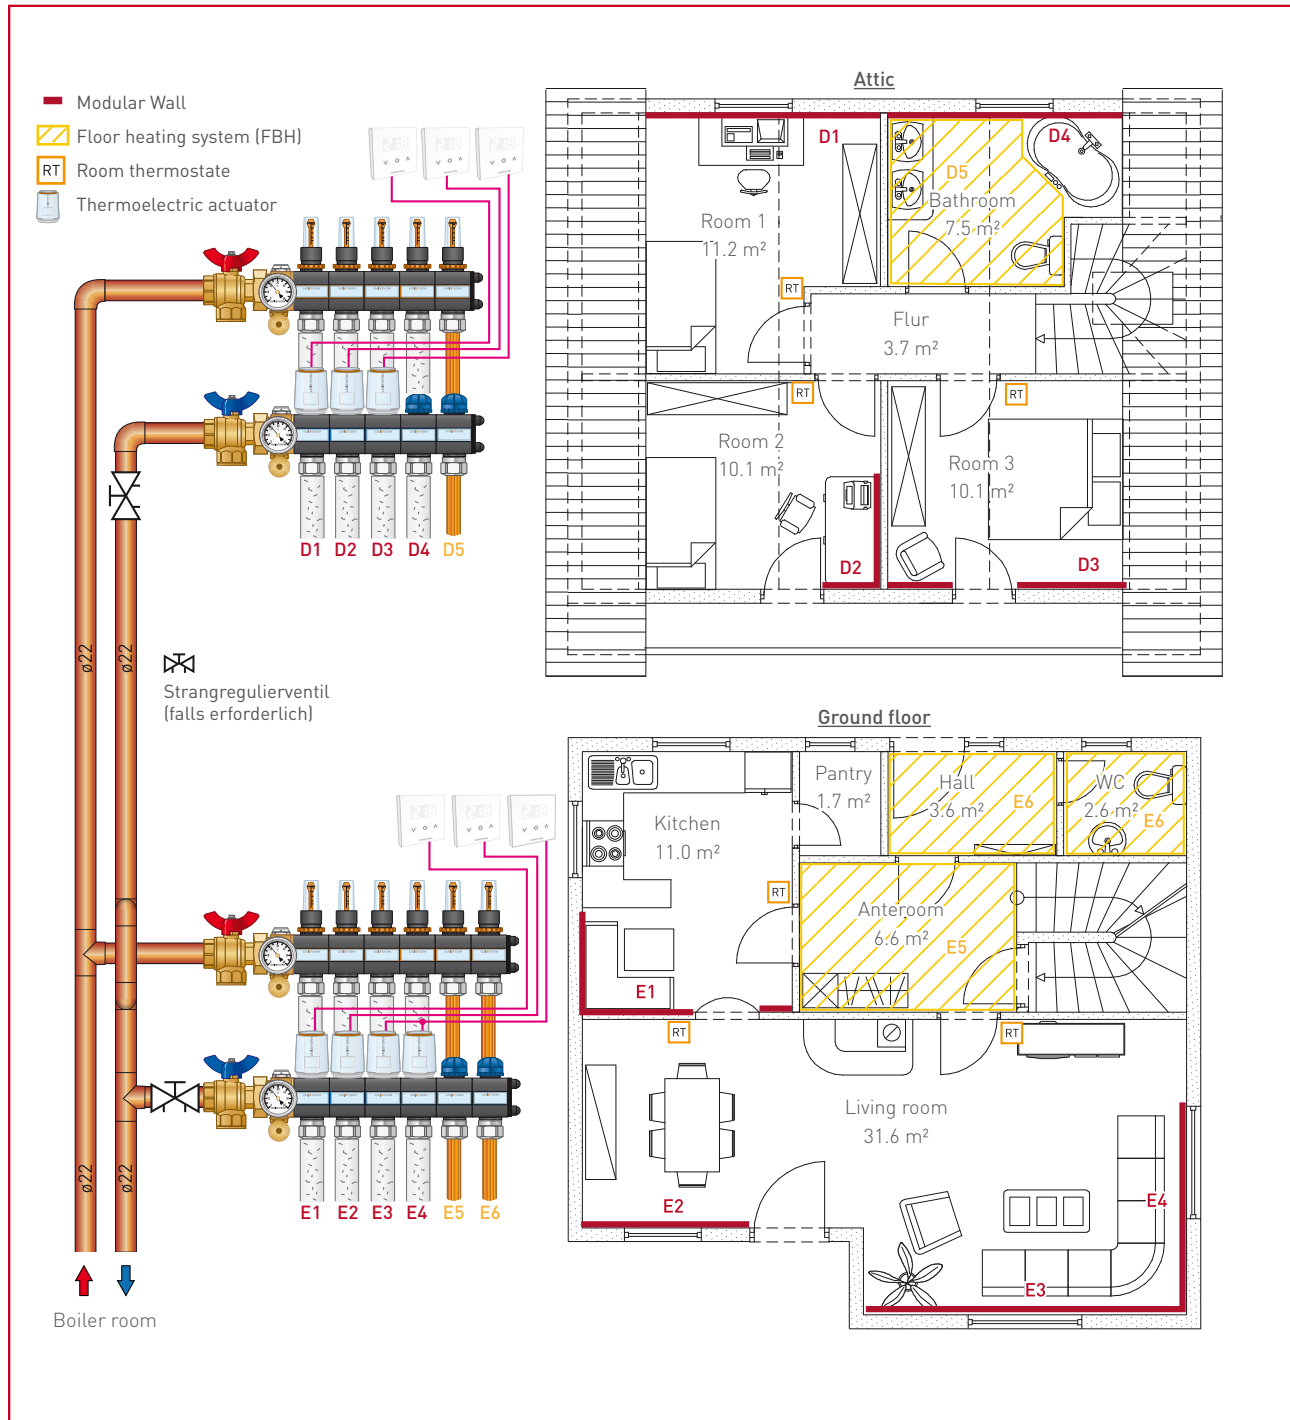 Modular Wall
Floor heating system (FBH)
RT Room thermostate
Thermoelectric actuator
D1 D2 D3 D4 D5
ø22 ø22
Strangregulierventil
(falls erforderlich)
E1 E2 E3 E4 E5 E6
ø22 ø22
Boiler room
Attic
D1
D4
D5
Bathroom
7.5 m²
Room 1
11.2 m²
RT
Flur
3.7 m²
RT
RT
Room 2
10.1 m²
Room 3
10.1 m²
D2
D3
Ground floor
Pantry
1.7 m²
Hall
3.6 m²
E6
WC
2.6 m²
E6
Kitchen
11.0 m²
RT
Anteroom
6.6 m²
E5
E1
RT
RT
Living room
31.6 m²
E2
E4
E3